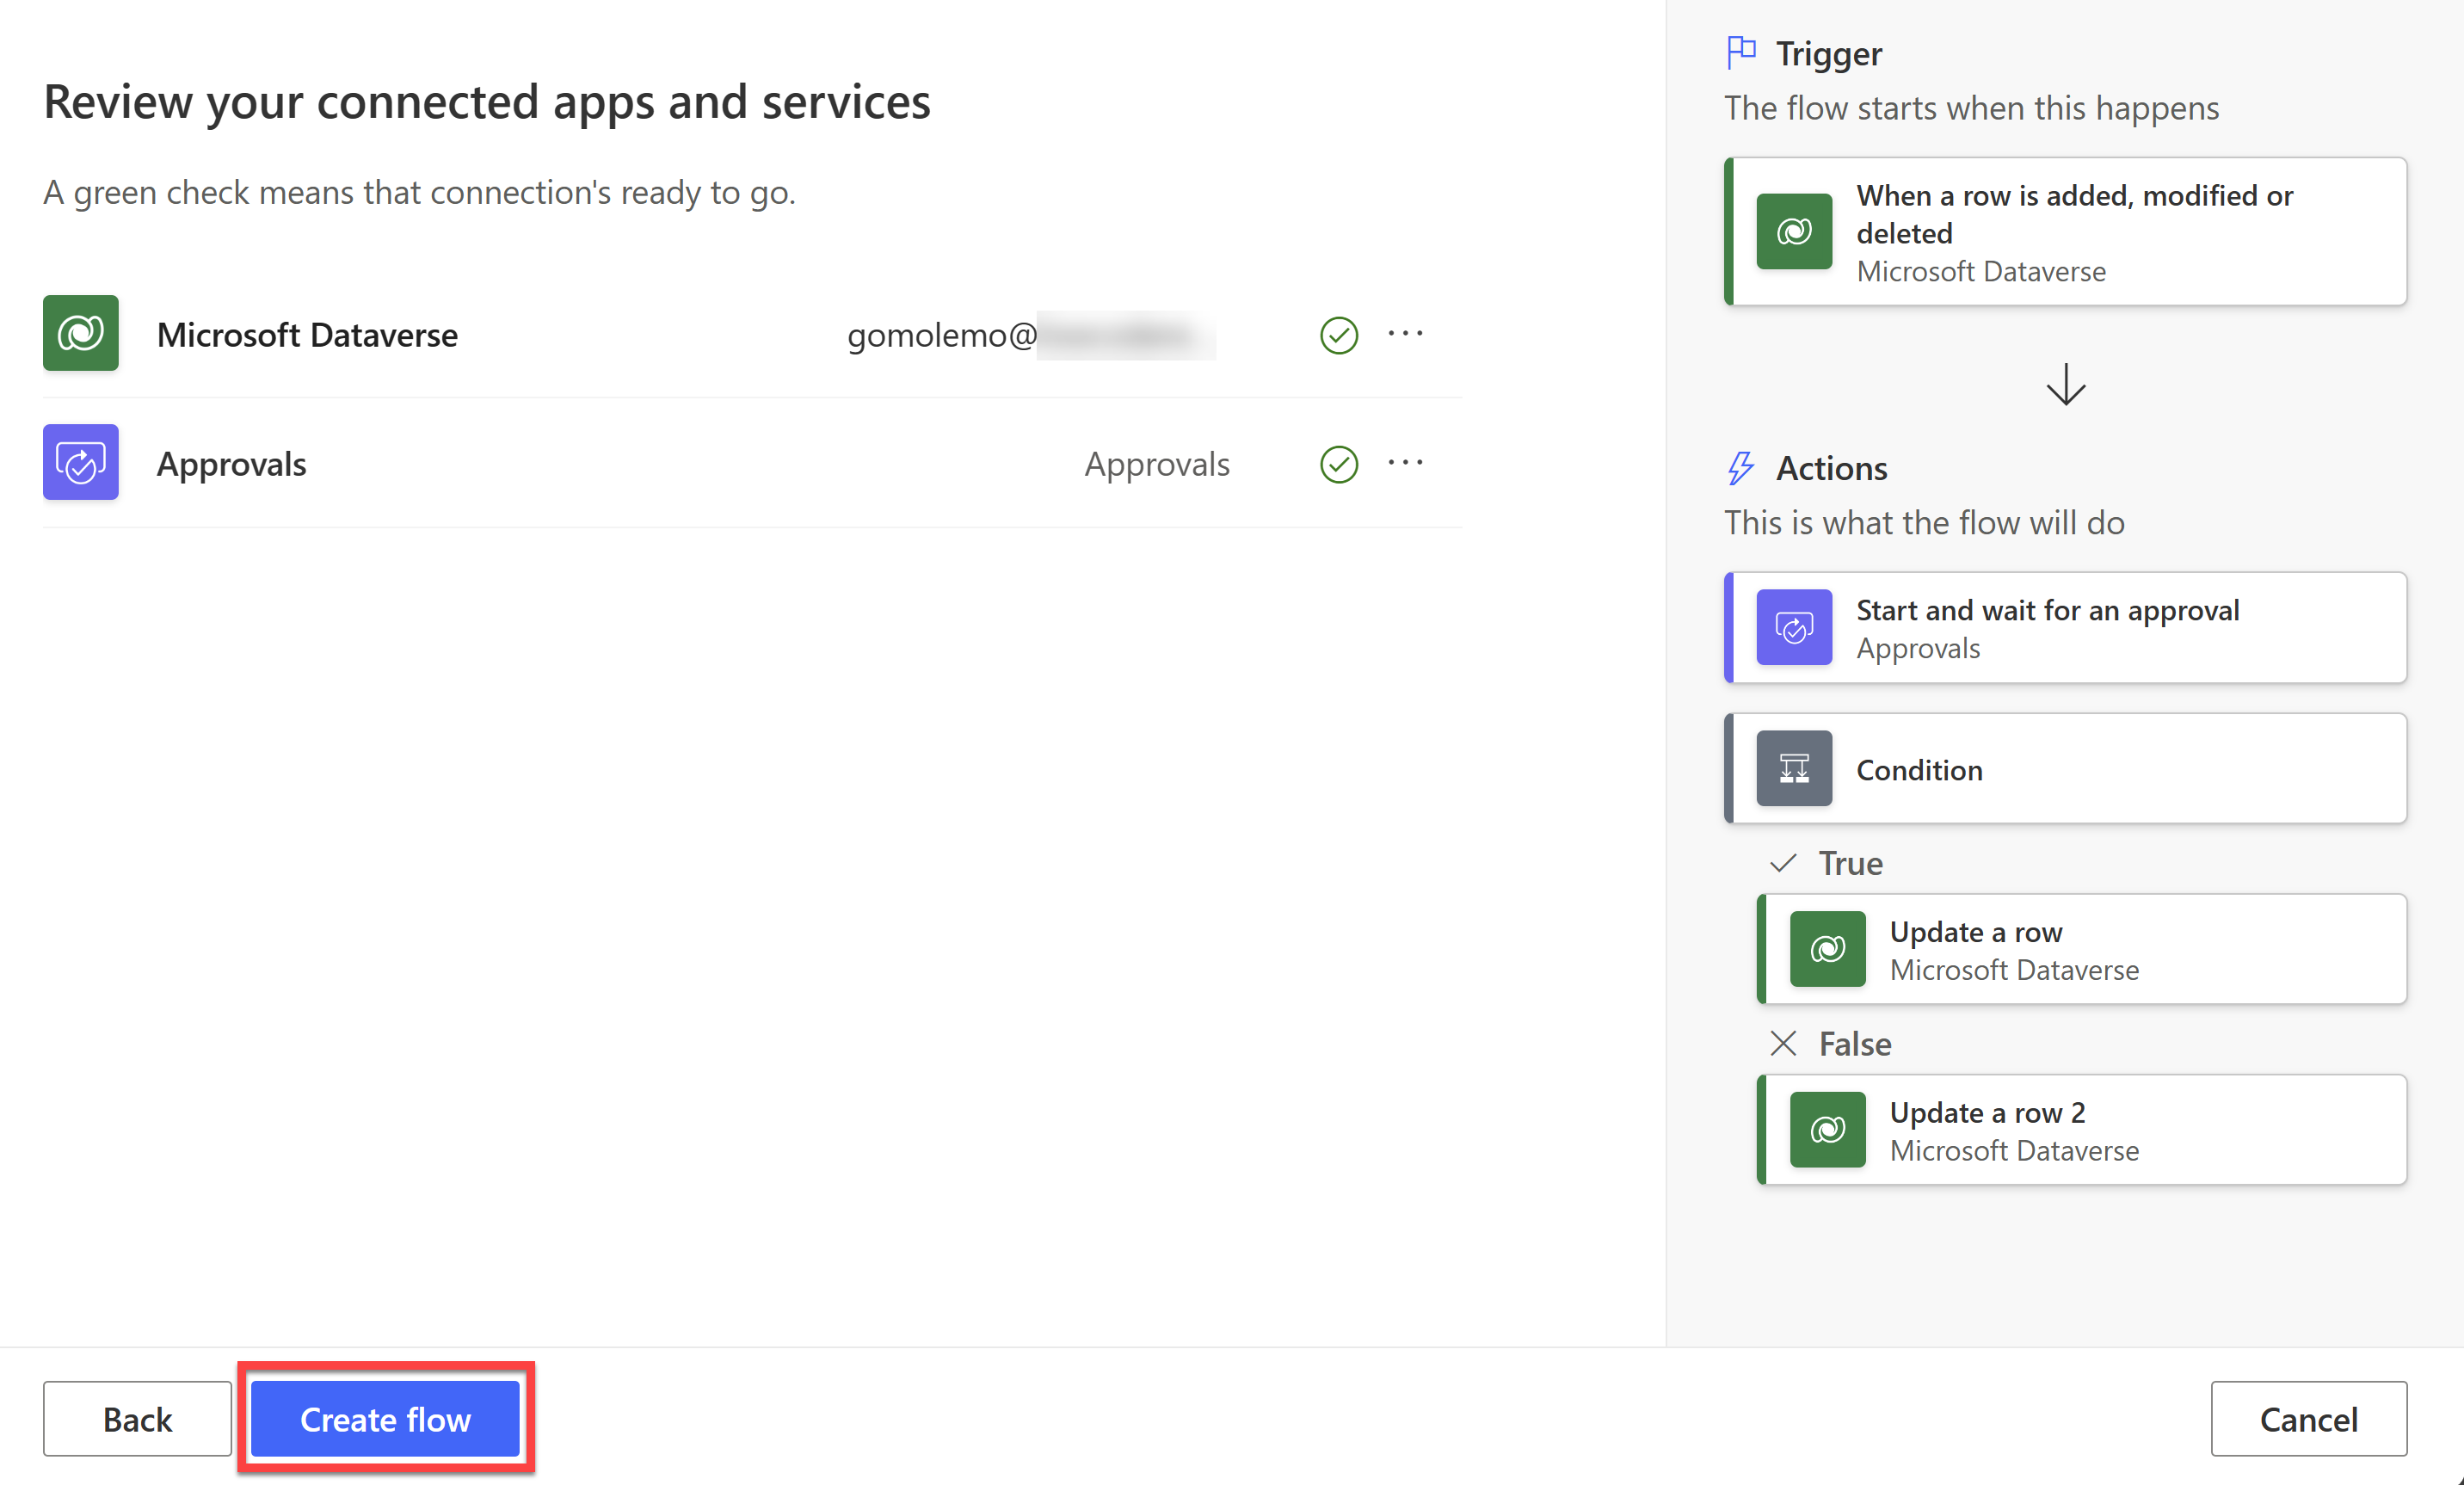 Review your connected apps and services
A green check means that connection's ready to go.
Microsoft Dataverse
gomolemo@
Approvals
Approvals
Back
Create flow
Trigger
The flow starts when this happens
When a row is added, modified or
deleted
Microsoft Dataverse
Actions
This is what the flow will do
Start and wait for an approval
Approvals
Condition
True
Update a row
Microsoft Dataverse
False
Update a row 2
Microsoft Dataverse
Cancel